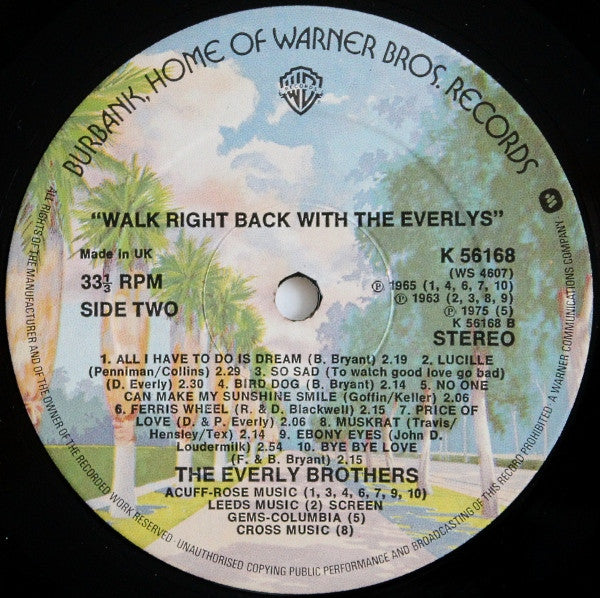 BURBANK, HOME OF WARNER BROS. RECORDS
WB
RECORDS
"WALK RIGHT BACK WITH THE EVERLYS"
Made in UK
33⅓ RPM
SIDE TWO
K 56168
(WS 4607)
Ⓟ 1965 (1, 4, 6, 7, 10)
Ⓟ 1963 (2, 3, 8, 9)
Ⓟ 1975 (5)
K 56168 B
STEREO
1. ALL I HAVE TO DO IS DREAM (B. Bryant) 2.19 2. LUCILLE
(Penniman/Collins) 2.29 3. SO SAD (To watch good love go bad)
(D. Everly) 2.30 4. BIRD DOG (B. Bryant) 2.14 5. NO ONE
CAN MAKE MY SUNSHINE SMILE (Goffin/Keller) 2.06
6. FERRIS WHEEL (R. & D. Blackwell) 2.15 7. PRICE OF
LOVE (D. & P. Everly) 2.06 8. MUSKRAT (Travis/
Hensley/Tex) 2.14 9. EBONY EYES (John D.
Loudermilk) 2.54 10. BYE BYE LOVE
(F. & B. Bryant) 2.15
THE EVERLY BROTHERS
ACUFF-ROSE MUSIC (1, 3, 4, 6, 7, 9, 10)
LEEDS MUSIC (2) SCREEN
GEMS-COLUMBIA (5)
CROSS MUSIC (8)
ALL RIGHTS OF THE MANUFACTURER AND OF THE OWNER OF THE RECORDED WORK RESERVED · UNAUTHORISED COPYING PUBLIC PERFORMANCE AND BROADCASTING OF THIS RECORD PROHIBITED · A WARNER COMMUNICATIONS COMPANY